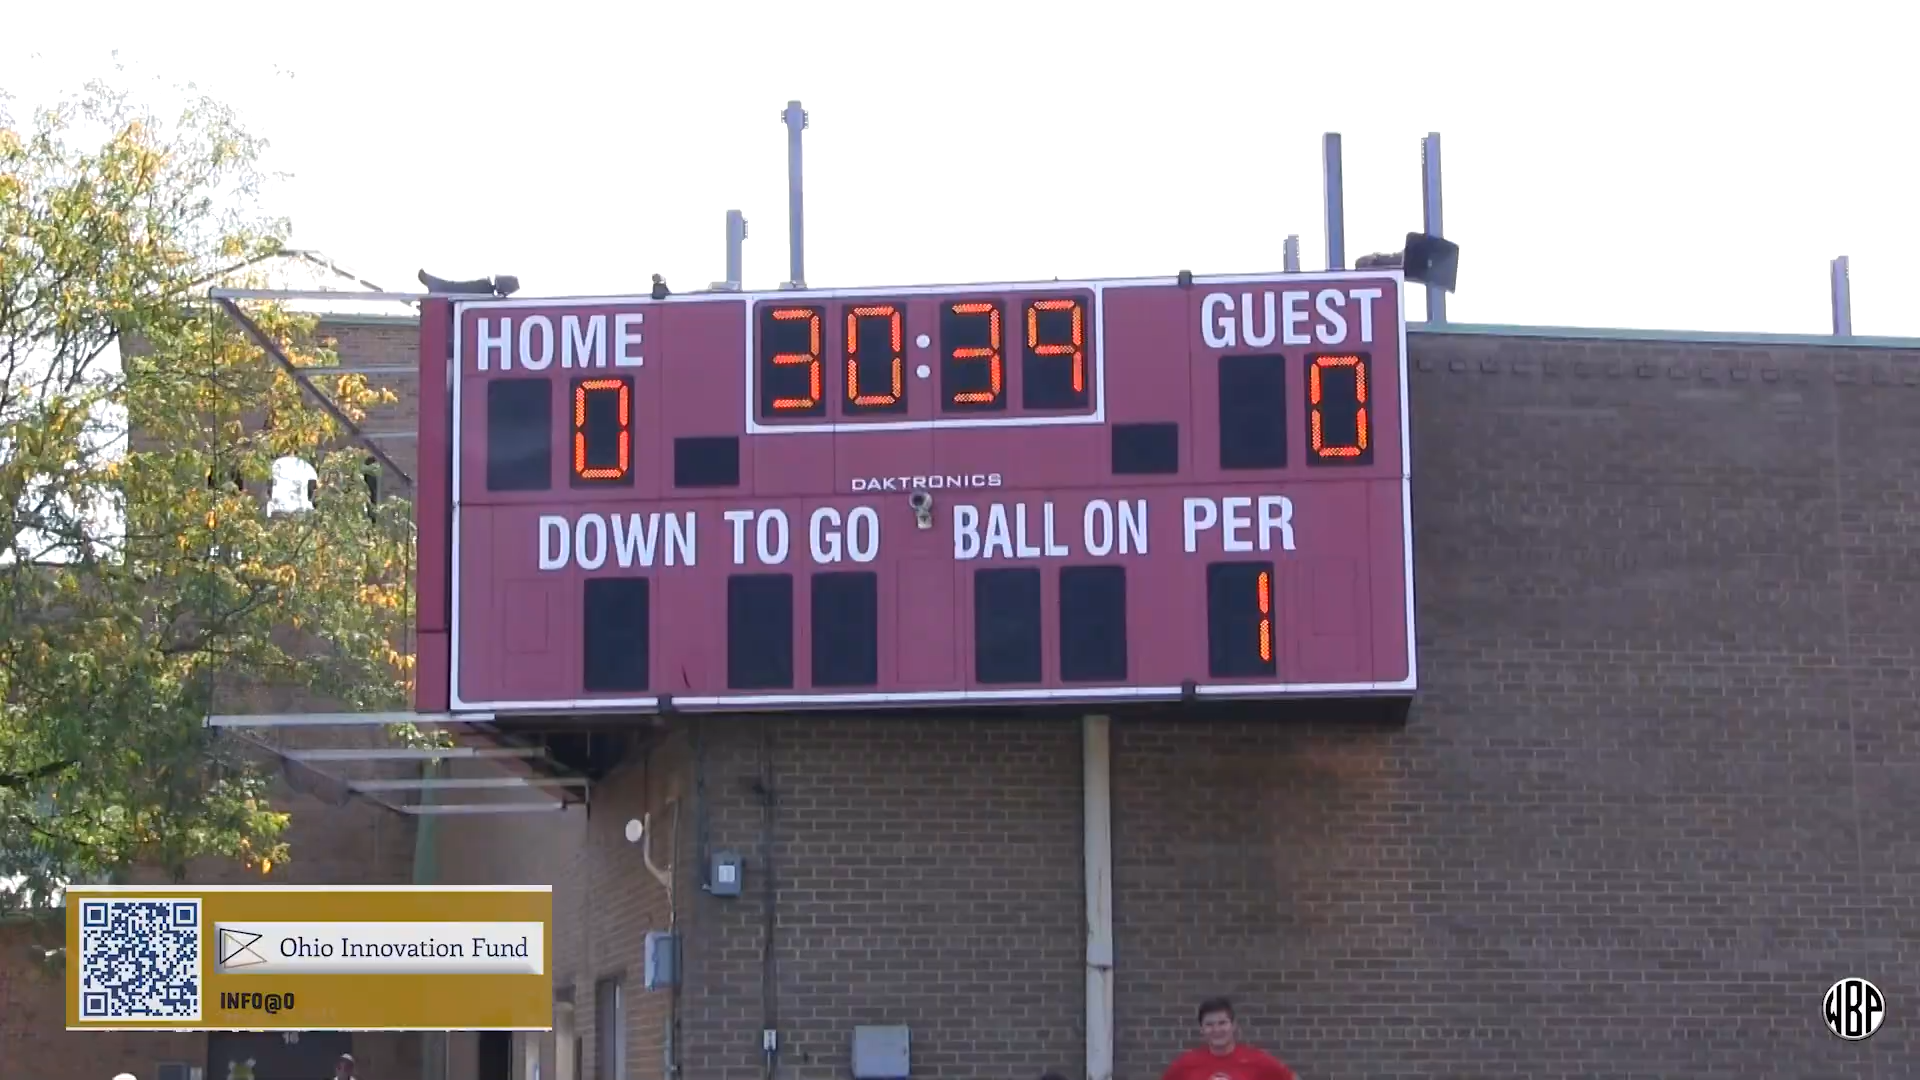 HOME 30:39 GUEST
0 0
DAKTRONICS
DOWN TO GO BALL ON PER
1
Ohio Innovation Fund
INFO@O
16
WBP